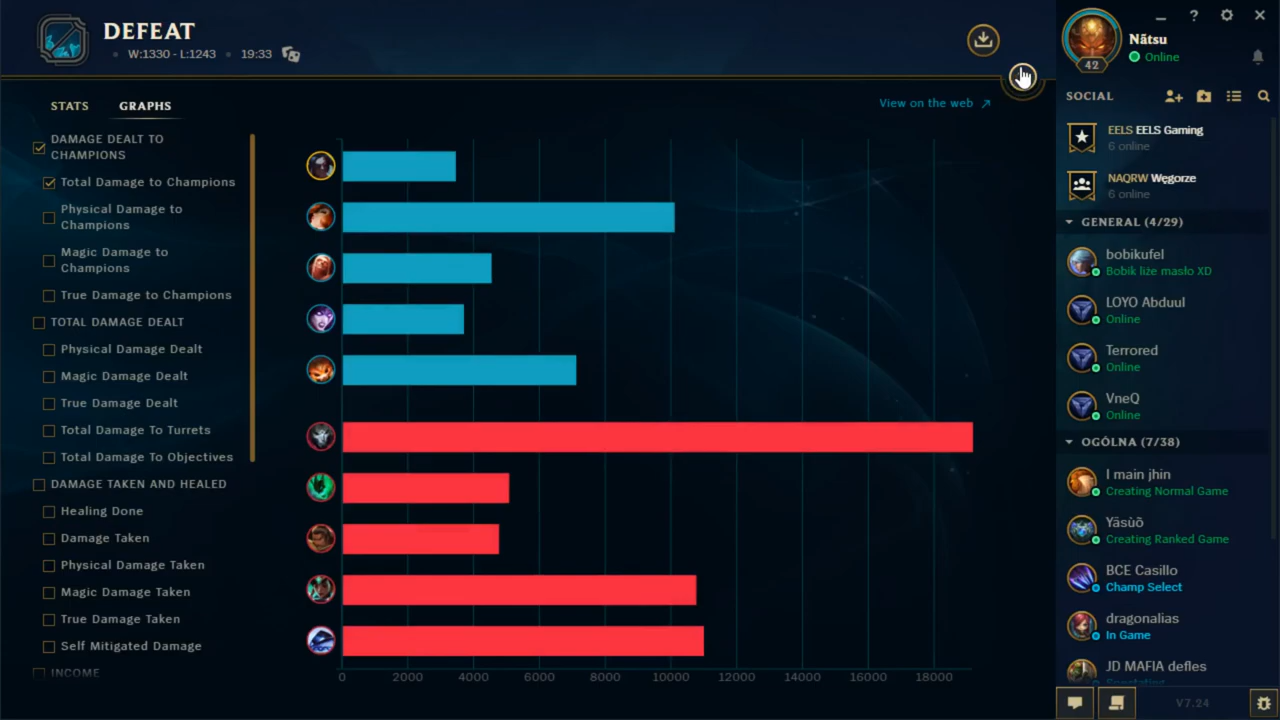 DEFEAT
W:1330 - L:1243 • 19:33
STATS
GRAPHS
View on the web
DAMAGE DEALT TO
CHAMPIONS
Total Damage to Champions
Physical Damage to
Champions
Magic Damage to
Champions
True Damage to Champions
TOTAL DAMAGE DEALT
Physical Damage Dealt
Magic Damage Dealt
True Damage Dealt
Total Damage To Turrets
Total Damage To Objectives
DAMAGE TAKEN AND HEALED
Healing Done
Damage Taken
Physical Damage Taken
Magic Damage Taken
True Damage Taken
Self Mitigated Damage
INCOME
0 2000 4000 6000 8000 10000 12000 14000 16000 18000
?
Nãtsu
Online
42
SOCIAL
EELS EELS Gaming
6 online
NAQRW Węgorze
6 online
GENERAL (4/29)
bobikufel
Bobik liże masło XD
LOYO Abduul
Online
Terrored
Online
VneQ
Online
OGÓLNA (7/38)
I main jhin
Creating Normal Game
Yãsùõ
Creating Ranked Game
BCE Casillo
Champ Select
dragonalias
In Game
JD MAFIA defles
Spectating
V7.24